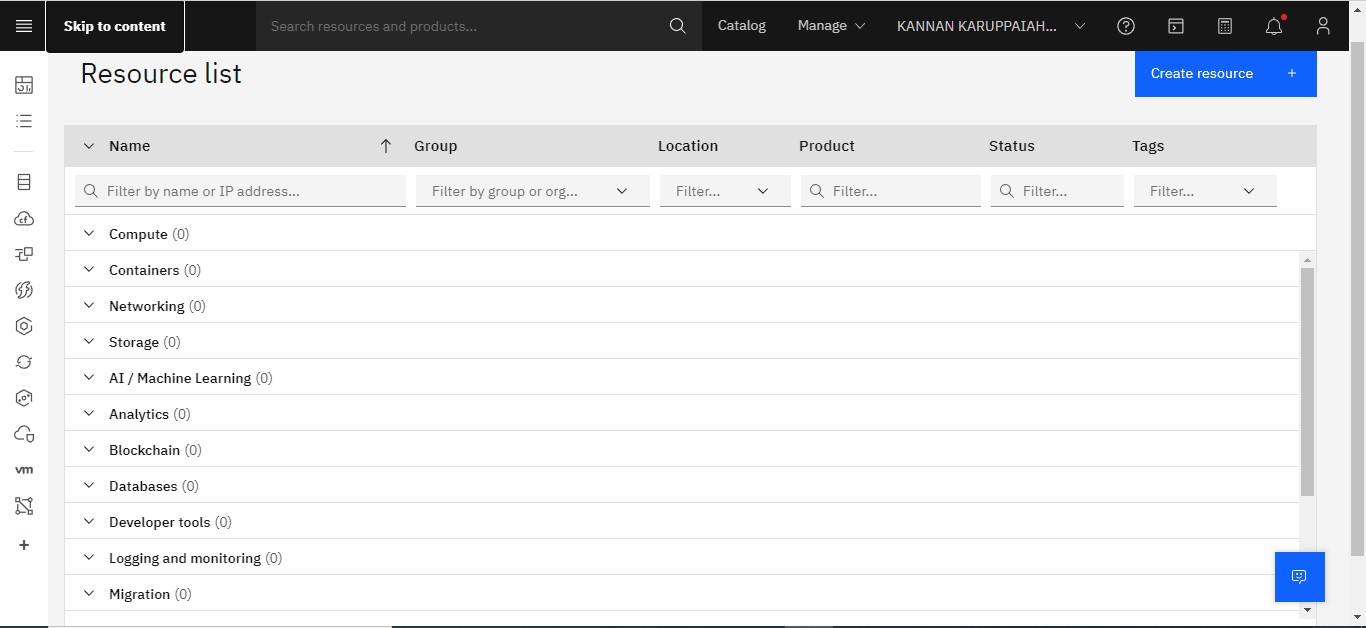 Skip to content
Search resources and products...
Catalog
Manage
KANNAN KARUPPAIAH...
Resource list
Create resource +
Name Group Location Product Status Tags
Filter by name or IP address... Filter by group or org... Filter... Filter... Filter... Filter...
Compute (0)
cf
Containers (0)
Networking (0)
Storage (0)
AI / Machine Learning (0)
Analytics (0)
Blockchain (0)
vm
Databases (0)
Developer tools (0)
Logging and monitoring (0)
Migration (0)